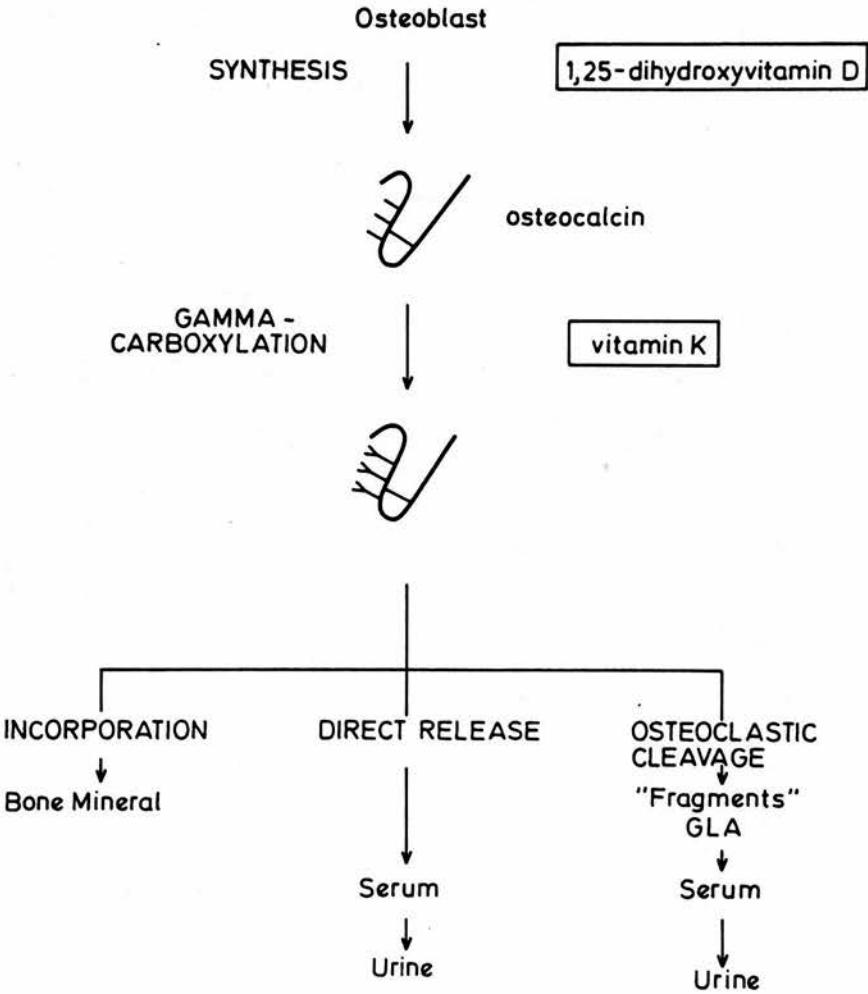 Osteoblast
SYNTHESIS
1,25-dihydroxyvitamin D
osteocalcin
GAMMA -
CARBOXYLATION
vitamin K
INCORPORATION
Bone Mineral
DIRECT RELEASE
Serum
Urine
OSTEOCLASTIC
CLEAVAGE
"Fragments"
GLA
Serum
Urine